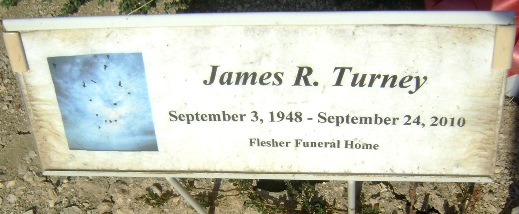 James R. Turney
September 3, 1948 - September 24, 2010
Flesher Funeral Home